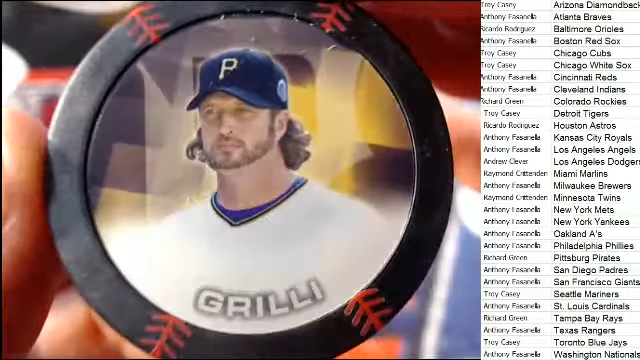 P
GRILLI
Troy Casey Arizona Diamondback
Anthony Fasanella Atlanta Braves
Ricardo Rodriguez Baltimore Orioles
Anthony Fasanella Boston Red Sox
Troy Casey Chicago Cubs
Troy Casey Chicago White Sox
Anthony Fasanella Cincinnati Reds
Anthony Fasanella Cleveland Indians
Richard Green Colorado Rockies
Troy Casey Detroit Tigers
Ricardo Rodriguez Houston Astros
Anthony Fasanella Kansas City Royals
Anthony Fasanella Los Angeles Angels
Andrew Clever Los Angeles Dodgers
Raymond Crittenden Miami Marlins
Anthony Fasanella Milwaukee Brewers
Raymond Crittenden Minnesota Twins
Anthony Fasanella New York Mets
Anthony Fasanella New York Yankees
Anthony Fasanella Oakland A's
Anthony Fasanella Philadelphia Phillies
Richard Green Pittsburg Pirates
Anthony Fasanella San Diego Padres
Anthony Fasanella San Francisco Giants
Troy Casey Seattle Mariners
Anthony Fasanella St. Louis Cardinals
Richard Green Tampa Bay Rays
Anthony Fasanella Texas Rangers
Troy Casey Toronto Blue Jays
Anthony Fasanella Washington Nationals